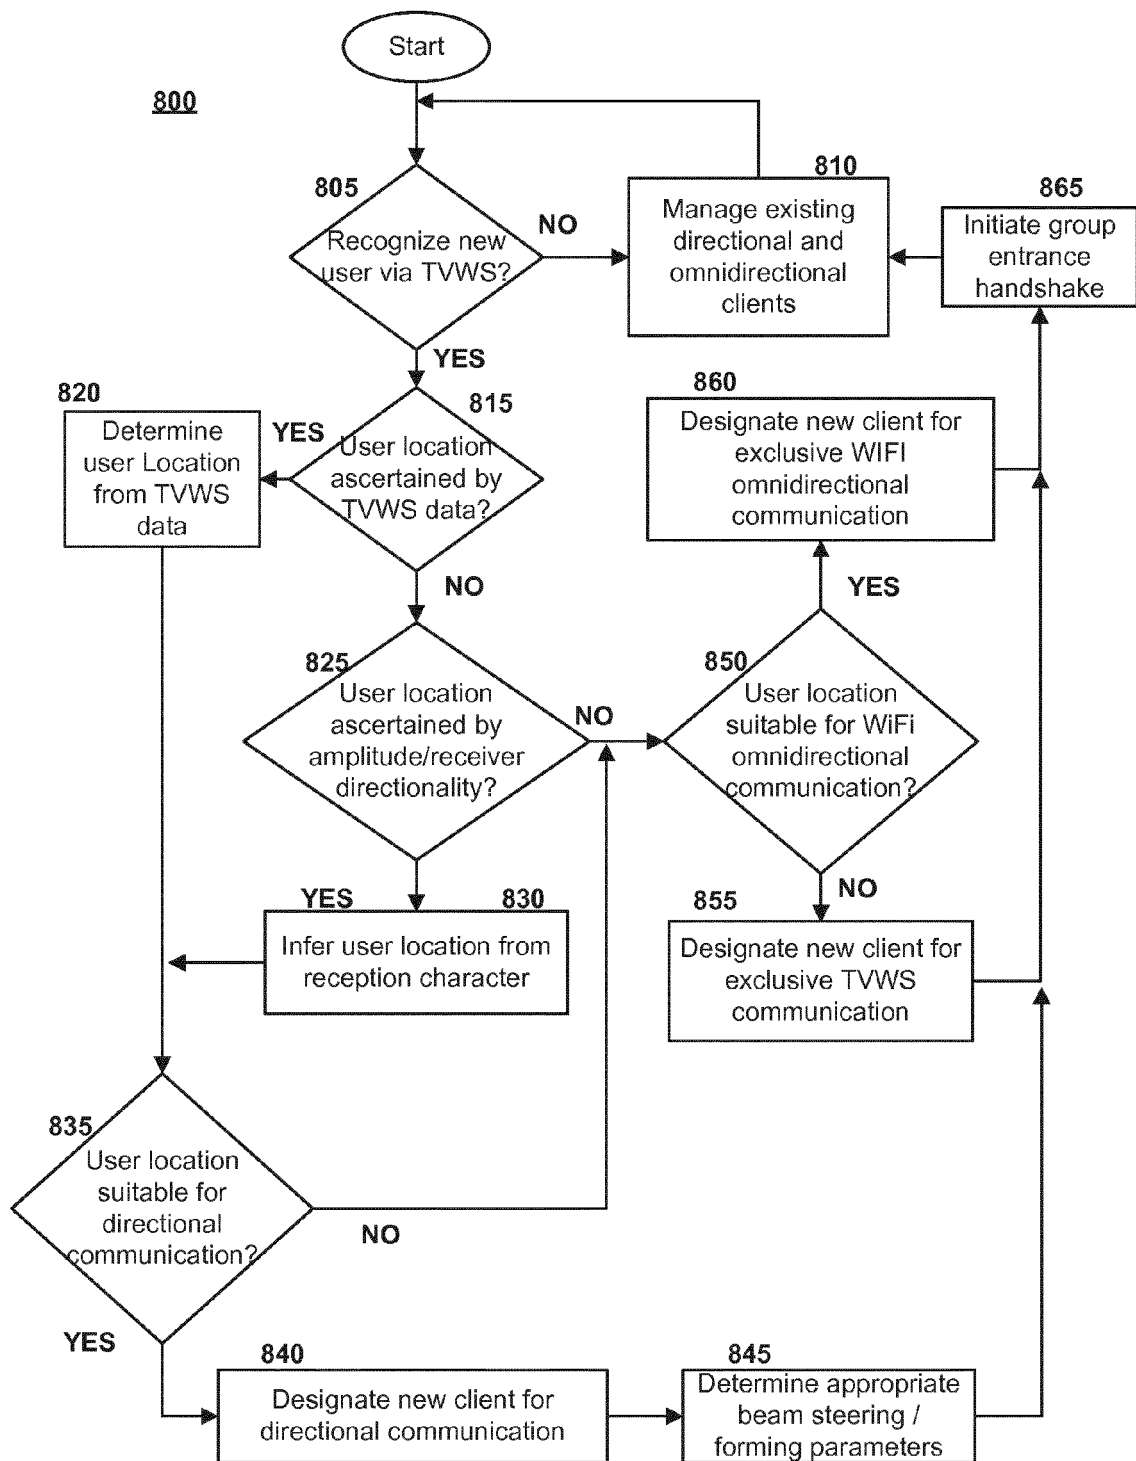 Start
800
805
Recognize new
user via TVWS?
NO
810
Manage existing
directional and
omnidirectional
clients
865
Initiate group
entrance
handshake
YES
820
Determine
user Location
from TVWS
data
YES
815
User location
ascertained by
TVWS data?
NO
860
Designate new client for
exclusive WIFI
omnidirectional
communication
YES
825
User location
ascertained by
amplitude/receiver
directionality?
NO
850
User location
suitable for WiFi
omnidirectional
communication?
NO
YES
830
Infer user location from
reception character
855
Designate new client for
exclusive TVWS
communication
835
User location
suitable for
directional
communication?
NO
YES
840
Designate new client for
directional communication
845
Determine appropriate
beam steering /
forming parameters